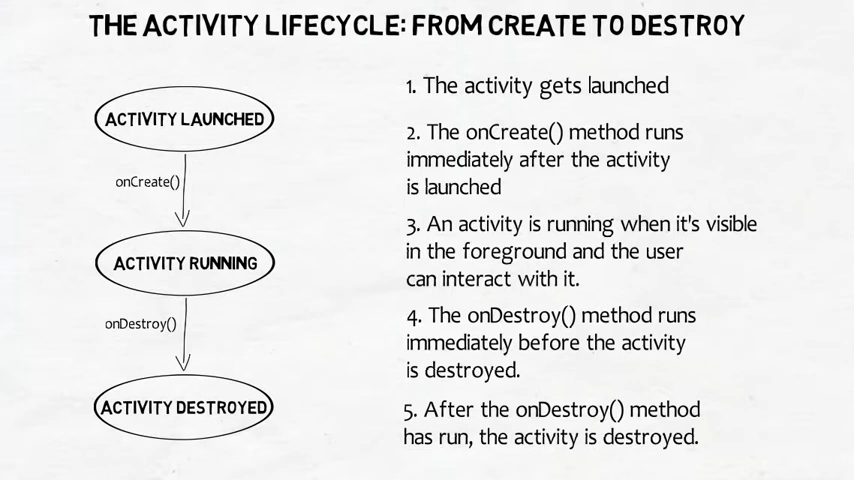 THE ACTIVITY LIFECYCLE: FROM CREATE TO DESTROY
ACTIVITY LAUNCHED
onCreate()
ACTIVITY RUNNING
onDestroy()
ACTIVITY DESTROYED
1. The activity gets launched
2. The onCreate() method runs
immediately after the activity
is launched
3. An activity is running when it's visible
in the foreground and the user
can interact with it.
4. The onDestroy() method runs
immediately before the activity
is destroyed.
5. After the onDestroy() method
has run, the activity is destroyed.